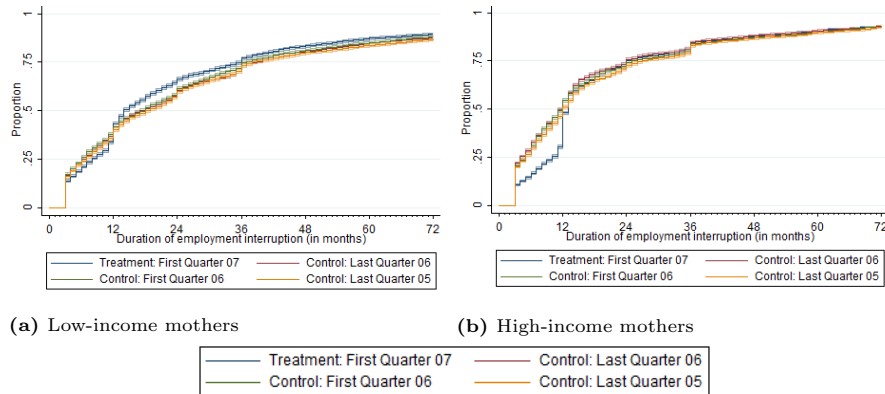 1
.75
.5
.25
0
Proportion
0 12 24 36 48 60 72
Duration of employment interruption (in months)
Treatment: First Quarter 07 Control: Last Quarter 06
Control: First Quarter 06 Control: Last Quarter 05
(a) Low-income mothers
1
.75
.5
.25
0
Proportion
0 12 24 36 48 60 72
Duration of employment interruption (in months)
Treatment: First Quarter 07 Control: Last Quarter 06
Control: First Quarter 06 Control: Last Quarter 05
(b) High-income mothers
Treatment: First Quarter 07 Control: Last Quarter 06
Control: First Quarter 06 Control: Last Quarter 05